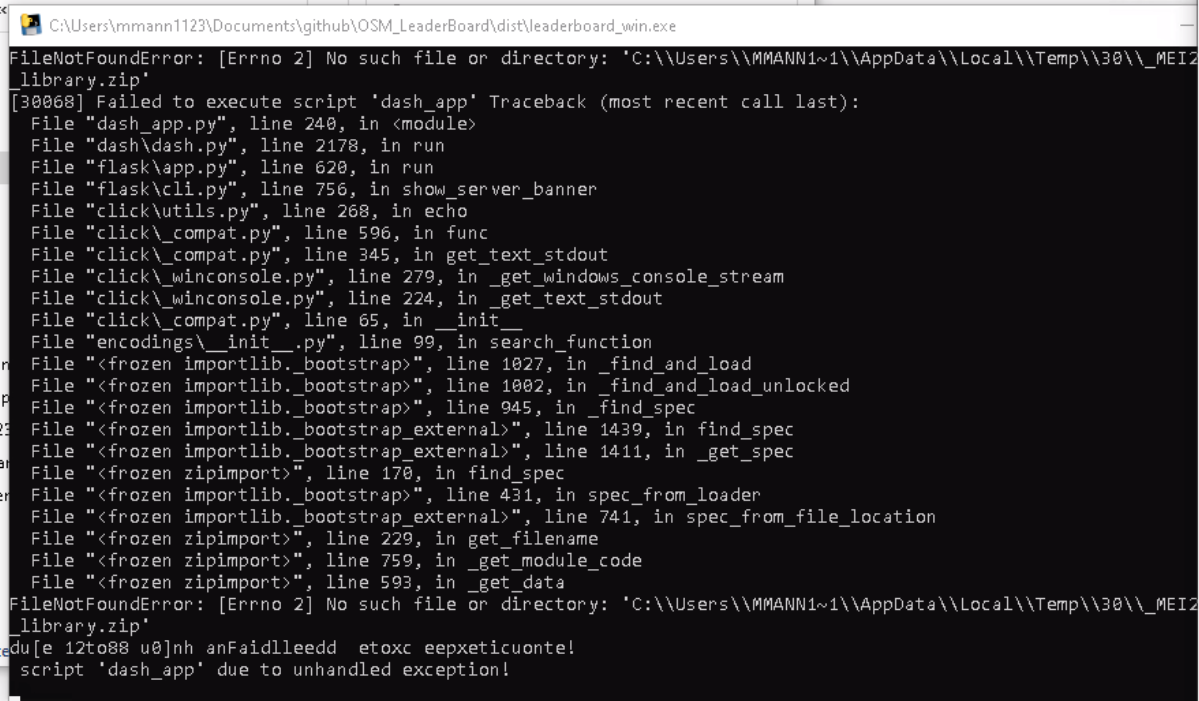 C:\Users\mmann1123\Documents\github\OSM_LeaderBoard\dist\leaderboard_win.exe
FileNotFoundError: [Errno 2] No such file or directory: 'C:\\Users\\MMANN1~1\\AppData\\Local\\Temp\\30\\_MEI2
_library.zip'
[30068] Failed to execute script 'dash_app' Traceback (most recent call last):
  File "dash_app.py", line 240, in <module>
  File "dash\dash.py", line 2178, in run
  File "flask\app.py", line 620, in run
  File "flask\cli.py", line 756, in show_server_banner
  File "click\utils.py", line 268, in echo
  File "click\_compat.py", line 596, in func
  File "click\_compat.py", line 345, in get_text_stdout
  File "click\_winconsole.py", line 279, in _get_windows_console_stream
  File "click\_winconsole.py", line 224, in _get_text_stdout
  File "click\_compat.py", line 65, in __init__
  File "encodings\__init__.py", line 99, in search_function
  File "<frozen importlib._bootstrap>", line 1027, in _find_and_load
  File "<frozen importlib._bootstrap>", line 1002, in _find_and_load_unlocked
  File "<frozen importlib._bootstrap>", line 945, in _find_spec
  File "<frozen importlib._bootstrap_external>", line 1439, in find_spec
  File "<frozen importlib._bootstrap_external>", line 1411, in _get_spec
  File "<frozen zipimport>", line 170, in find_spec
  File "<frozen importlib._bootstrap>", line 431, in spec_from_loader
  File "<frozen importlib._bootstrap_external>", line 741, in spec_from_file_location
  File "<frozen zipimport>", line 229, in get_filename
  File "<frozen zipimport>", line 759, in _get_module_code
  File "<frozen zipimport>", line 593, in _get_data
FileNotFoundError: [Errno 2] No such file or directory: 'C:\\Users\\MMANN1~1\\AppData\\Local\\Temp\\30\\_MEI2
_library.zip'
du[e 12to88 u0]nh anFaidlleedd  etoxc eepxeticuonte!
 script 'dash_app' due to unhandled exception!